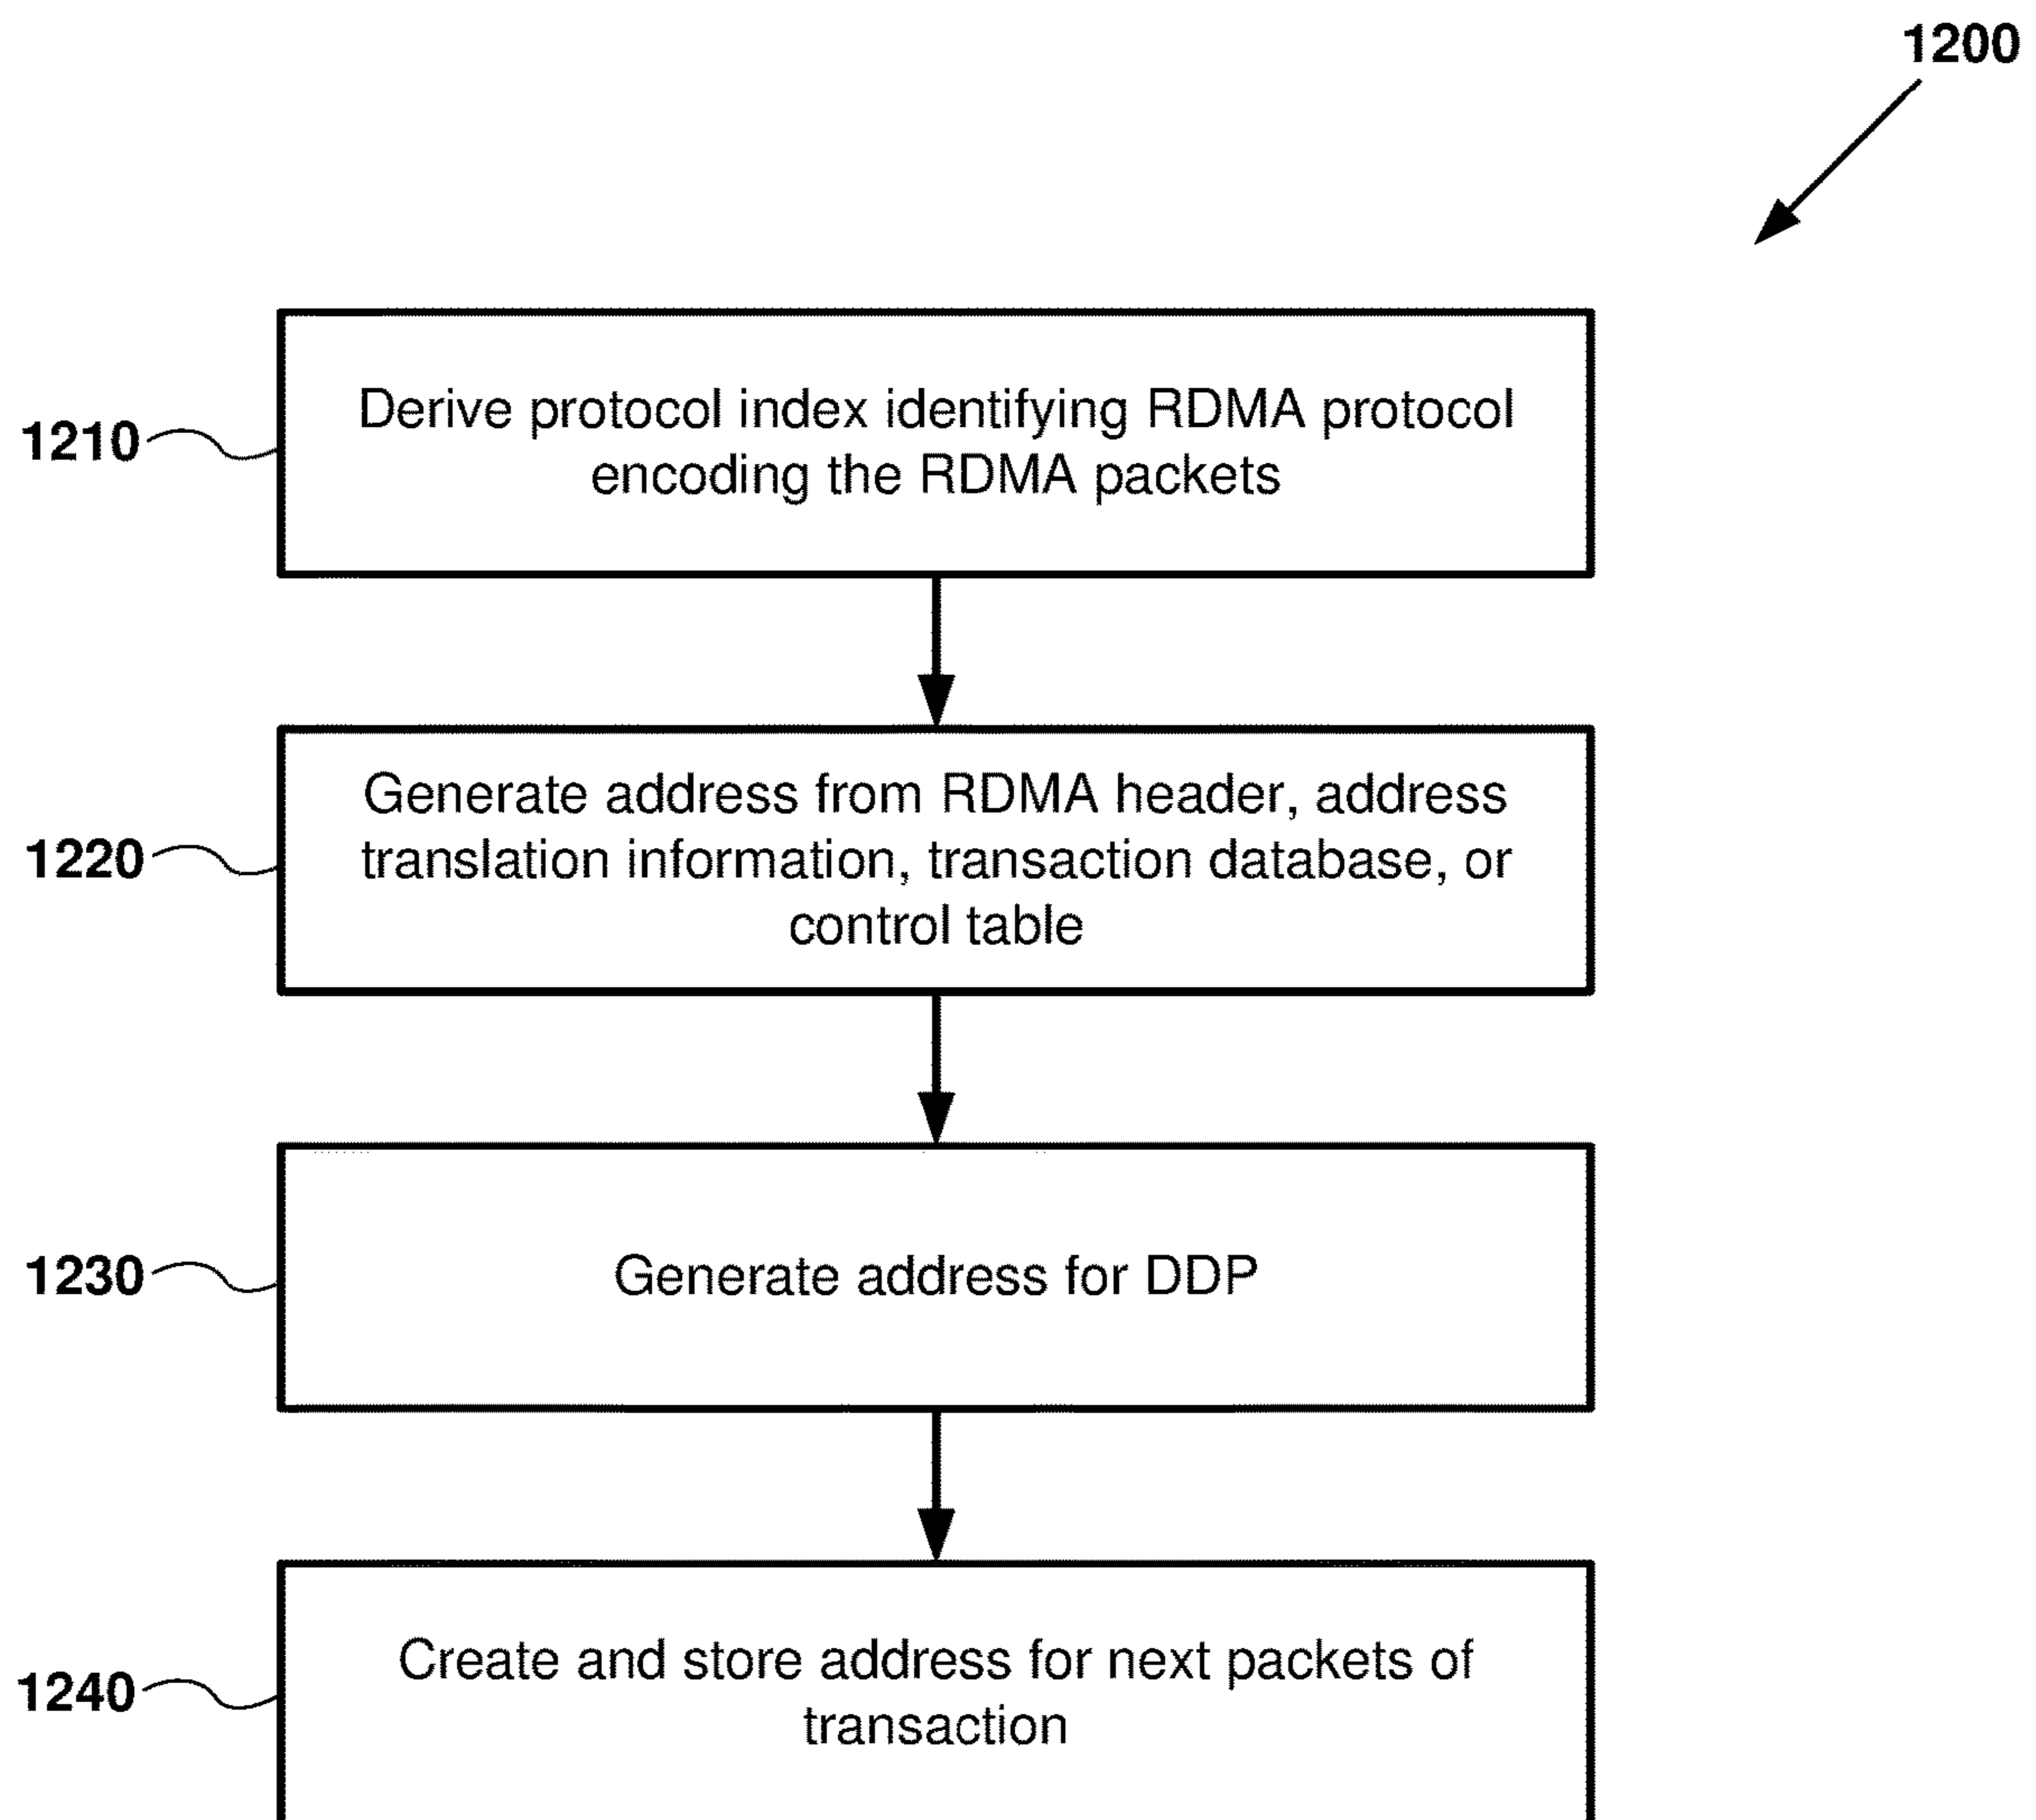 1200
1210
Derive protocol index identifying RDMA protocol
encoding the RDMA packets
1220
Generate address from RDMA header, address
translation information, transaction database, or
control table
1230
Generate address for DDP
1240
Create and store address for next packets of
transaction